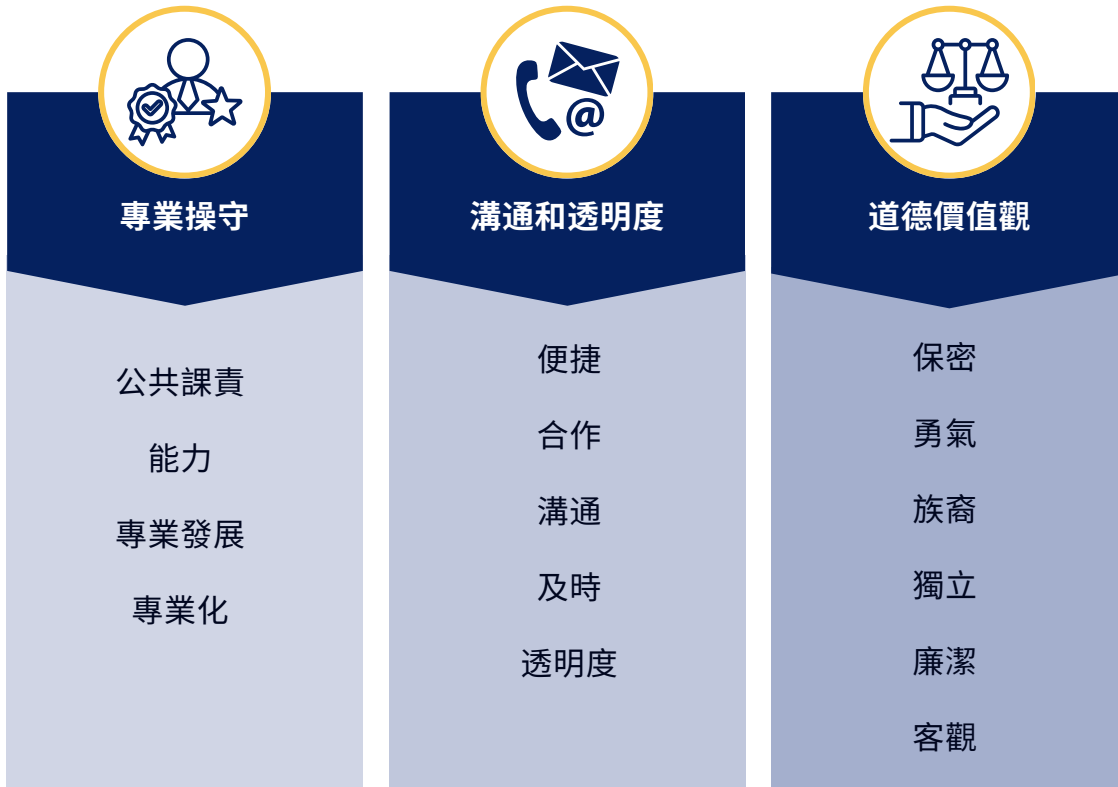 @
專業操守
公共課責
能力
專業發展
專業化
溝通和透明度
便捷
合作
溝通
及時
透明度
道德價值觀
保密
勇氣
族裔
獨立
廉潔
客觀